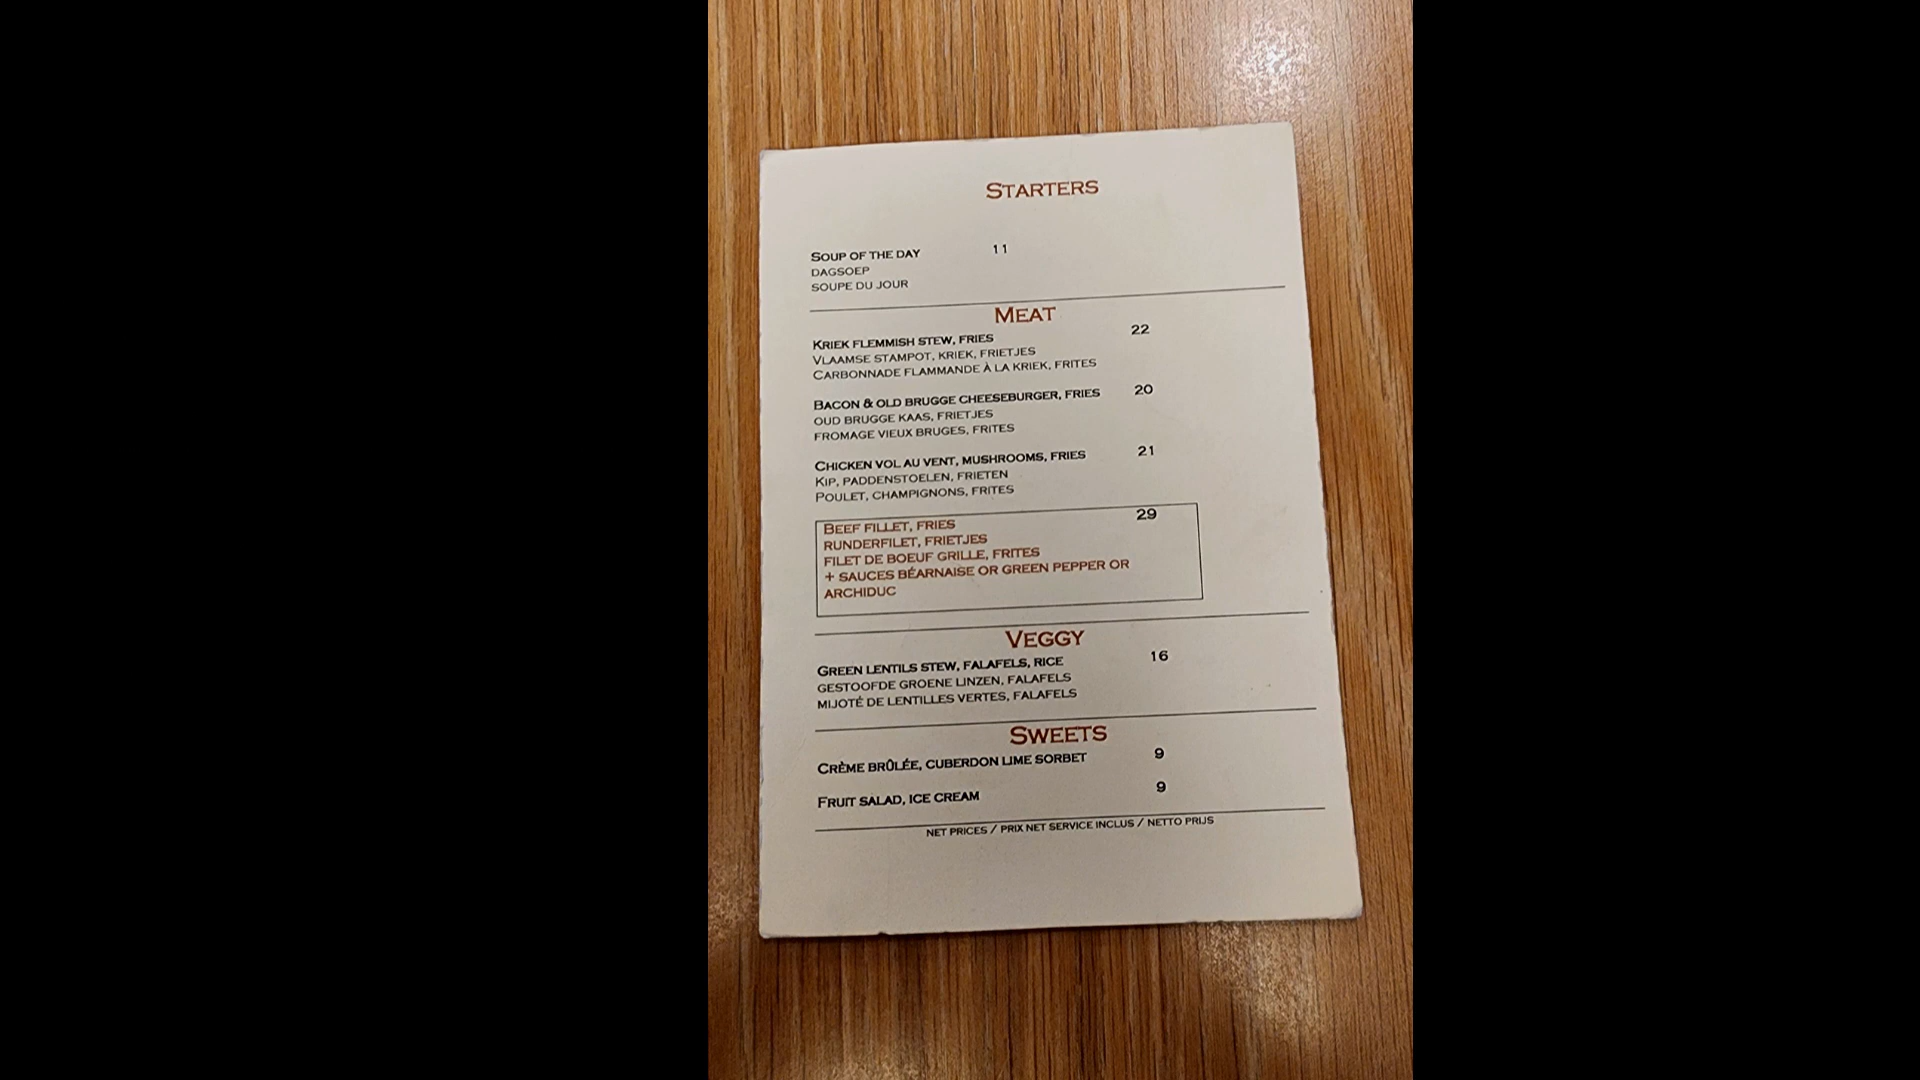 STARTERS
SOUP OF THE DAY 11
DAGSOEP
SOUPE DU JOUR
MEAT
KRIEK FLEMMISH STEW, FRIES 22
VLAAMSE STAMPOT, KRIEK, FRIETJES
CARBONNADE FLAMMANDE À LA KRIEK, FRITES
BACON & OLD BRUGGE CHEESEBURGER, FRIES 20
OUD BRUGGE KAAS, FRIETJES
FROMAGE VIEUX BRUGES, FRITES
CHICKEN VOL AU VENT, MUSHROOMS, FRIES 21
KIP, PADDENSTOELEN, FRIETEN
POULET, CHAMPIGNONS, FRITES
BEEF FILLET, FRIES 29
RUNDERFILET, FRIETJES
FILET DE BOEUF GRILLE, FRITES
+ SAUCES BÉARNAISE OR GREEN PEPPER OR
ARCHIDUC
VEGGY
GREEN LENTILS STEW, FALAFELS, RICE 16
GESTOOFDE GROENE LINZEN, FALAFELS
MIJOTÉ DE LENTILLES VERTES, FALAFELS
SWEETS
CRÈME BRÛLÉE, CUBERDON LIME SORBET 9
FRUIT SALAD, ICE CREAM 9
NET PRICES / PRIX NET SERVICE INCLUS / NETTO PRIJS